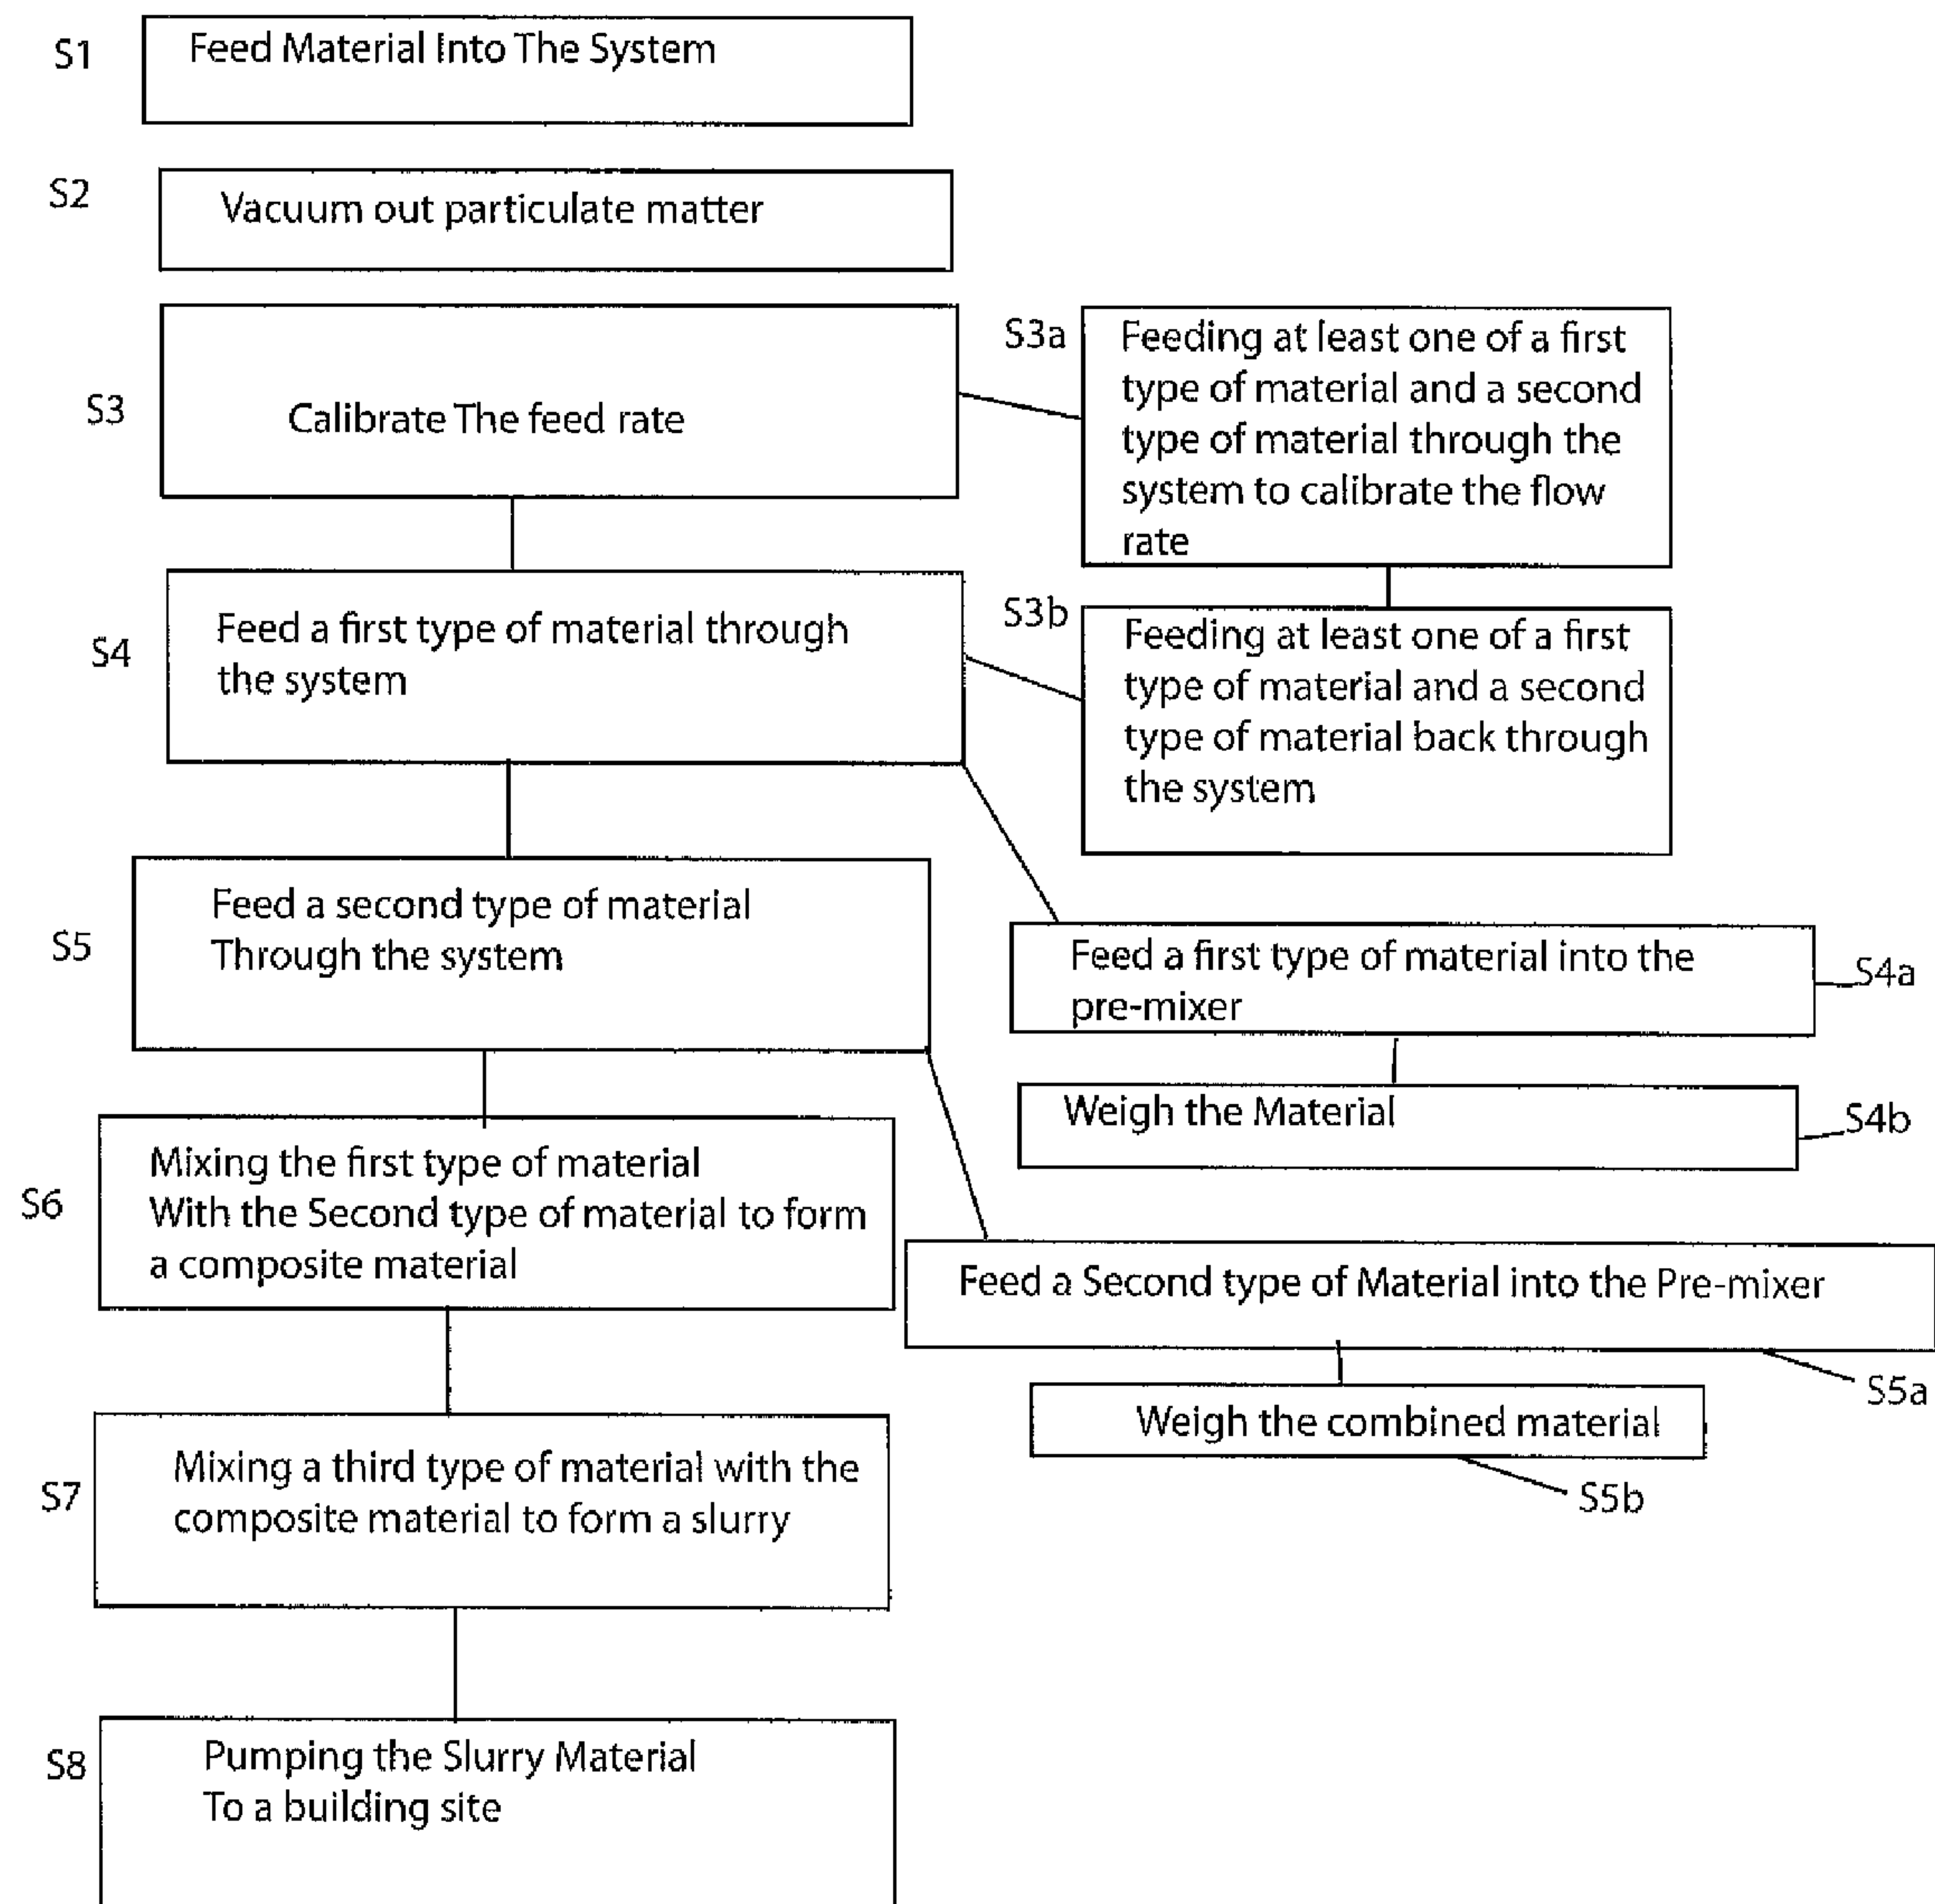 S1
Feed Material Into The System
S2
Vacuum out particulate matter
S3
Calibrate The feed rate
S3a
Feeding at least one of a first
type of material and a second
type of material through the
system to calibrate the flow
rate
S3b
Feeding at least one of a first
type of material and a second
type of material back through
the system
S4
Feed a first type of material through
the system
S4a
Feed a first type of material into the
pre-mixer
S4b
Weigh the Material
S5
Feed a second type of material
Through the system
S5a
Feed a Second type of Material into the Pre-mixer
S5b
Weigh the combined material
S6
Mixing the first type of material
With the Second type of material to form
a composite material
S7
Mixing a third type of material with the
composite material to form a slurry
S8
Pumping the Slurry Material
To a building site